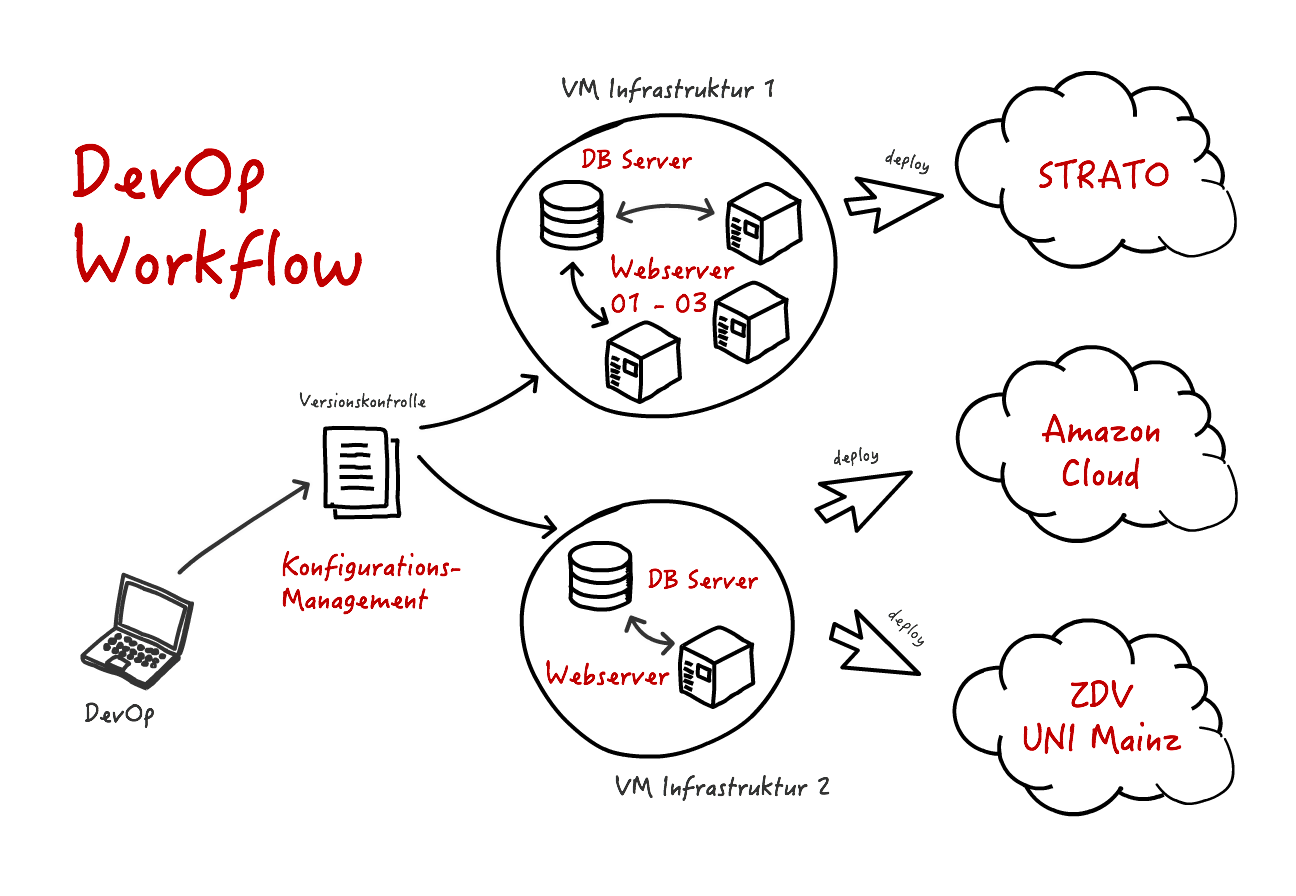 DevOp
Workflow
VM Infrastruktur 1
DB Server
Webserver
01 - 03
deploy
STRATO
Versionskontrolle
Konfigurations-
Management
DevOp
deploy
Amazon
Cloud
DB Server
Webserver
VM Infrastruktur 2
deploy
ZDV
UNI Mainz